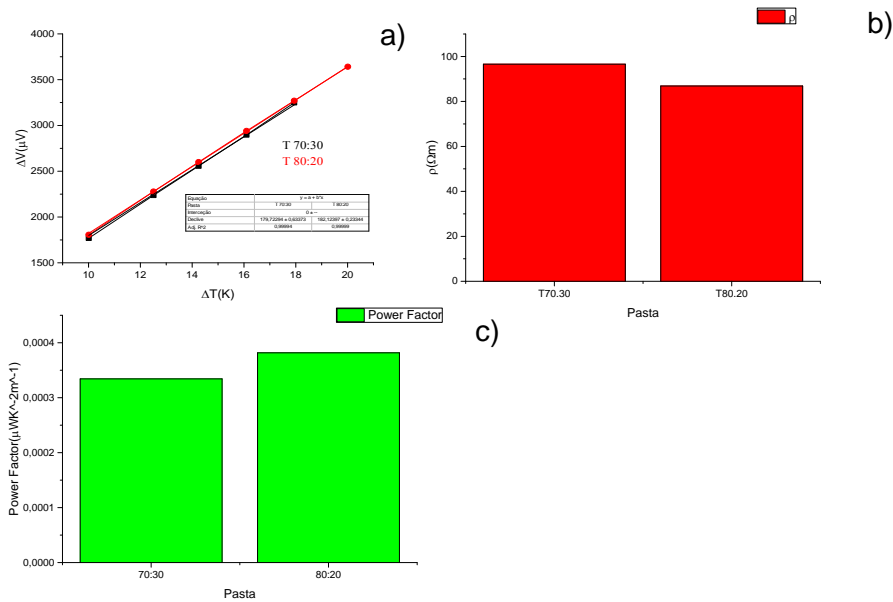 a)
4000
3500
3000
2500
2000
1500
ΔV(μV)
T 70:30
T 80:20
Equação y = a + b*x
Pasta T 70:30 T 80:20
Interceção 0 ± -- 
Declive 179,72294 ± 0,63373 182,12397 ± 0,23344
Adj. R^2 0,99994 0,99999
10 12 14 16 18 20
ΔT(K)
b)
ρ
100
80
60
40
20
0
ρ(Ωm)
T70:30 T80:20
Pasta
c)
Power Factor
0,0004
0,0003
0,0002
0,0001
0,0000
Power Factor(μWK^-2m^-1)
70:30 80:20
Pasta